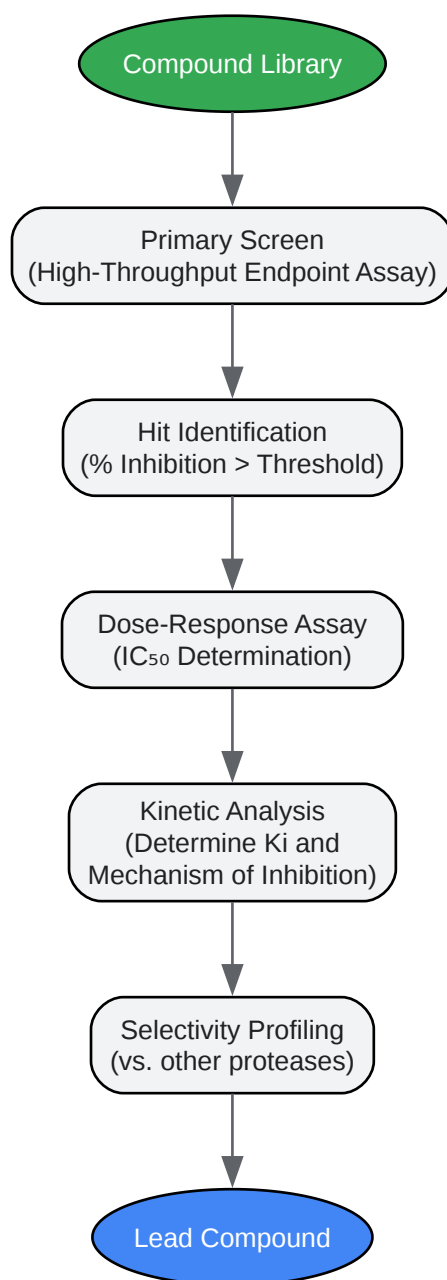 Compound Library
Primary Screen
(High-Throughput Endpoint Assay)
Hit Identification
(% Inhibition > Threshold)
Dose-Response Assay
(IC₅₀ Determination)
Kinetic Analysis
(Determine Ki and
Mechanism of Inhibition)
Selectivity Profiling
(vs. other proteases)
Lead Compound